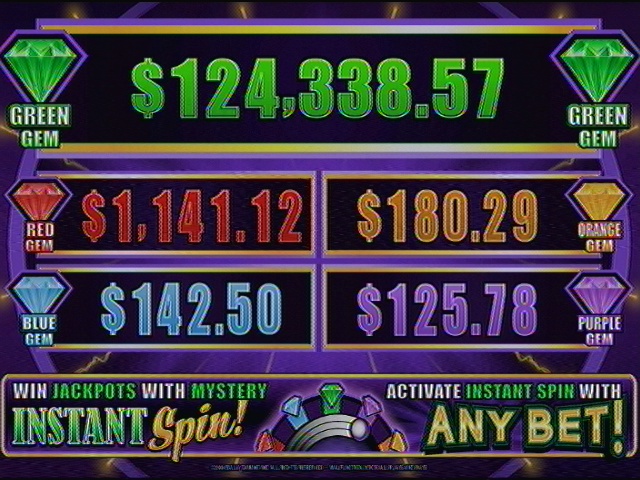 $124,338.57
GREEN GEM
GREEN GEM
$1,141.12
RED GEM
$180.29
ORANGE GEM
$142.50
BLUE GEM
$125.78
PURPLE GEM
WIN JACKPOTS WITH MYSTERY
INSTANT Spin!
ACTIVATE INSTANT SPIN WITH
ANY BET!